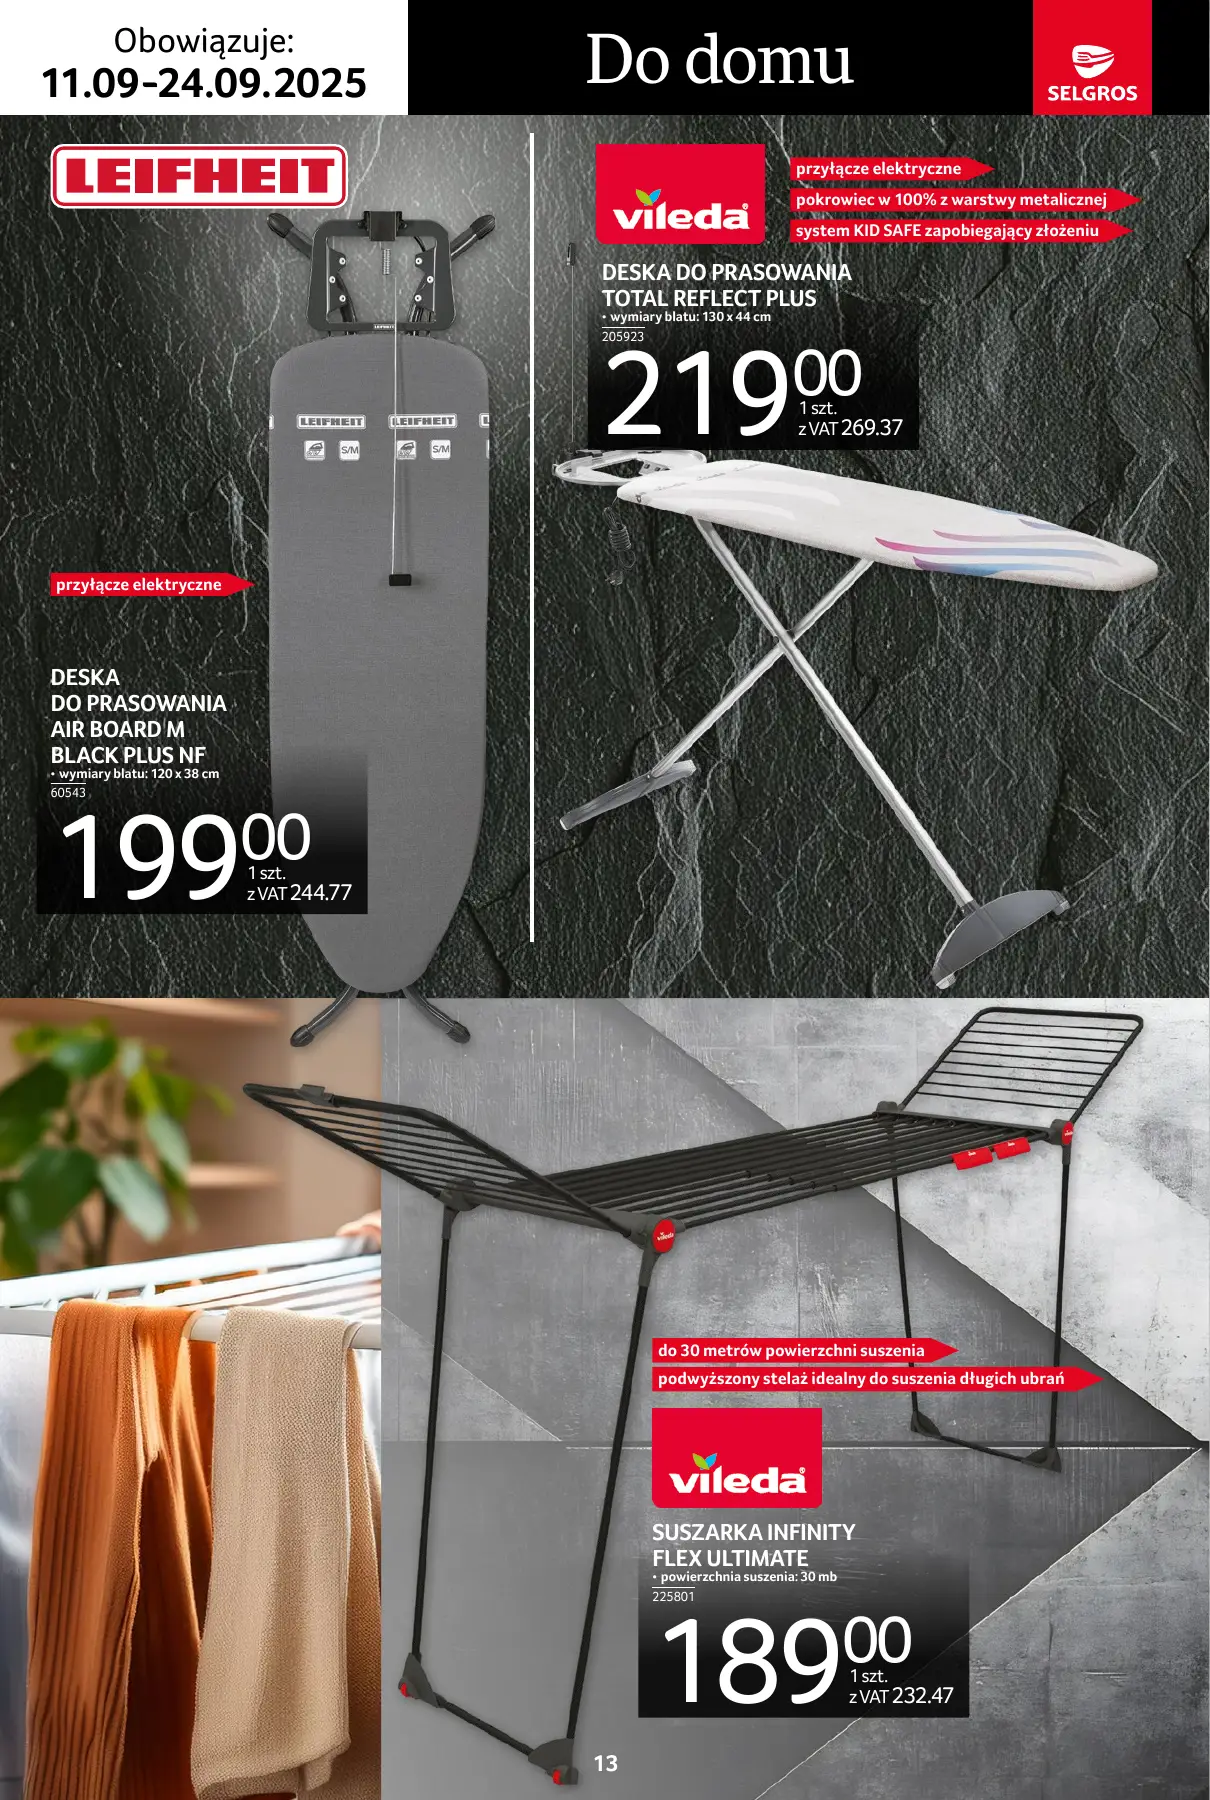 Obowiązuje:
11.09-24.09.2025
Do domu
SELGROS
LEIFHEIT
vileda
przyłącze elektryczne
pokrowiec w 100% z warstwy metalicznej
system KID SAFE zapobiegający złożeniu
DESKA DO PRASOWANIA
TOTAL REFLECT PLUS
• wymiary blatu: 130 x 44 cm
205923
219 00
1 szt.
z VAT 269.37
LEIFHEIT
LEIFHEIT LEIFHEIT
S/M S/M
przyłącze elektryczne
DESKA
DO PRASOWANIA
AIR BOARD M
BLACK PLUS NF
• wymiary blatu: 120 x 38 cm
60543
199 00
1 szt.
z VAT 244.77
vileda
vileda
do 30 metrów powierzchni suszenia
podwyższony stelaż idealny do suszenia długich ubrań
vileda
SUSZARKA INFINITY
FLEX ULTIMATE
• powierzchnia suszenia: 30 mb
225801
189 00
1 szt.
z VAT 232.47
13